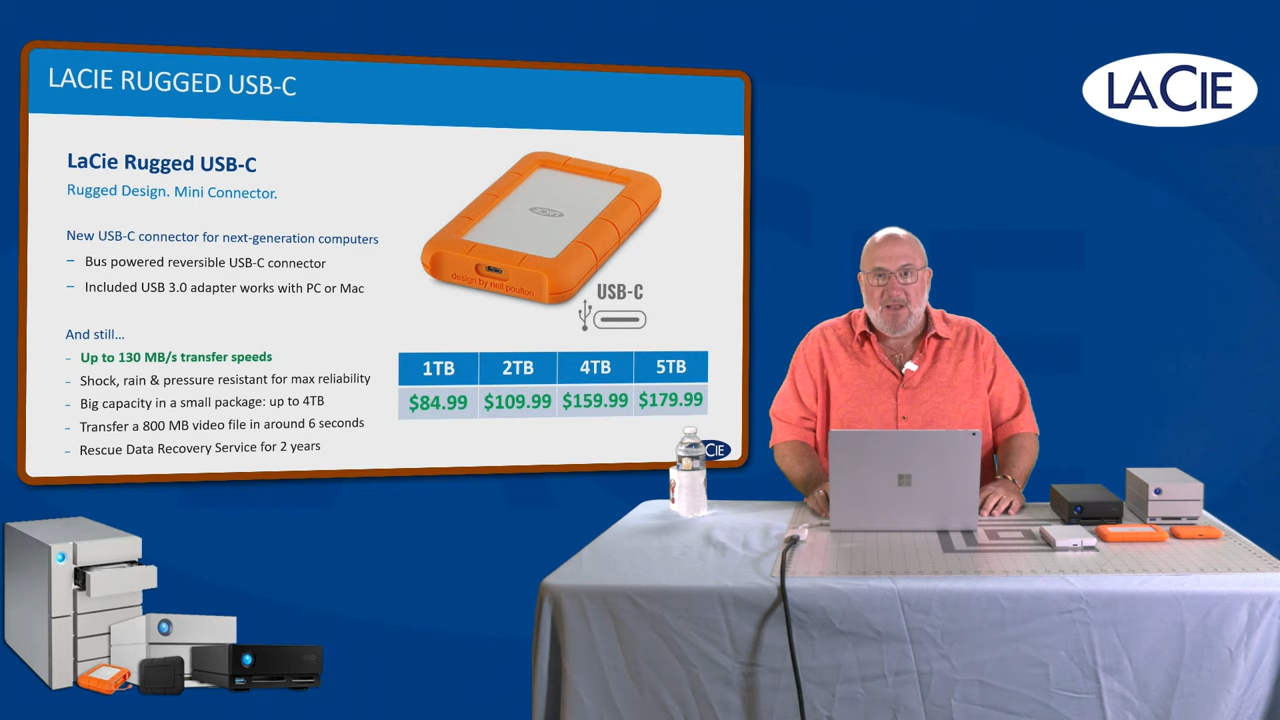 LACIE RUGGED USB-C
LaCie Rugged USB-C
Rugged Design. Mini Connector.
New USB-C connector for next-generation computers
– Bus powered reversible USB-C connector
– Included USB 3.0 adapter works with PC or Mac
And still...
- Up to 130 MB/s transfer speeds
- Shock, rain & pressure resistant for max reliability
- Big capacity in a small package: up to 4TB
- Transfer a 800 MB video file in around 6 seconds
- Rescue Data Recovery Service for 2 years
LACIE
design by neil poulton
USB-C
1TB 2TB 4TB 5TB
$84.99 $109.99 $159.99 $179.99
CIE
LACIE